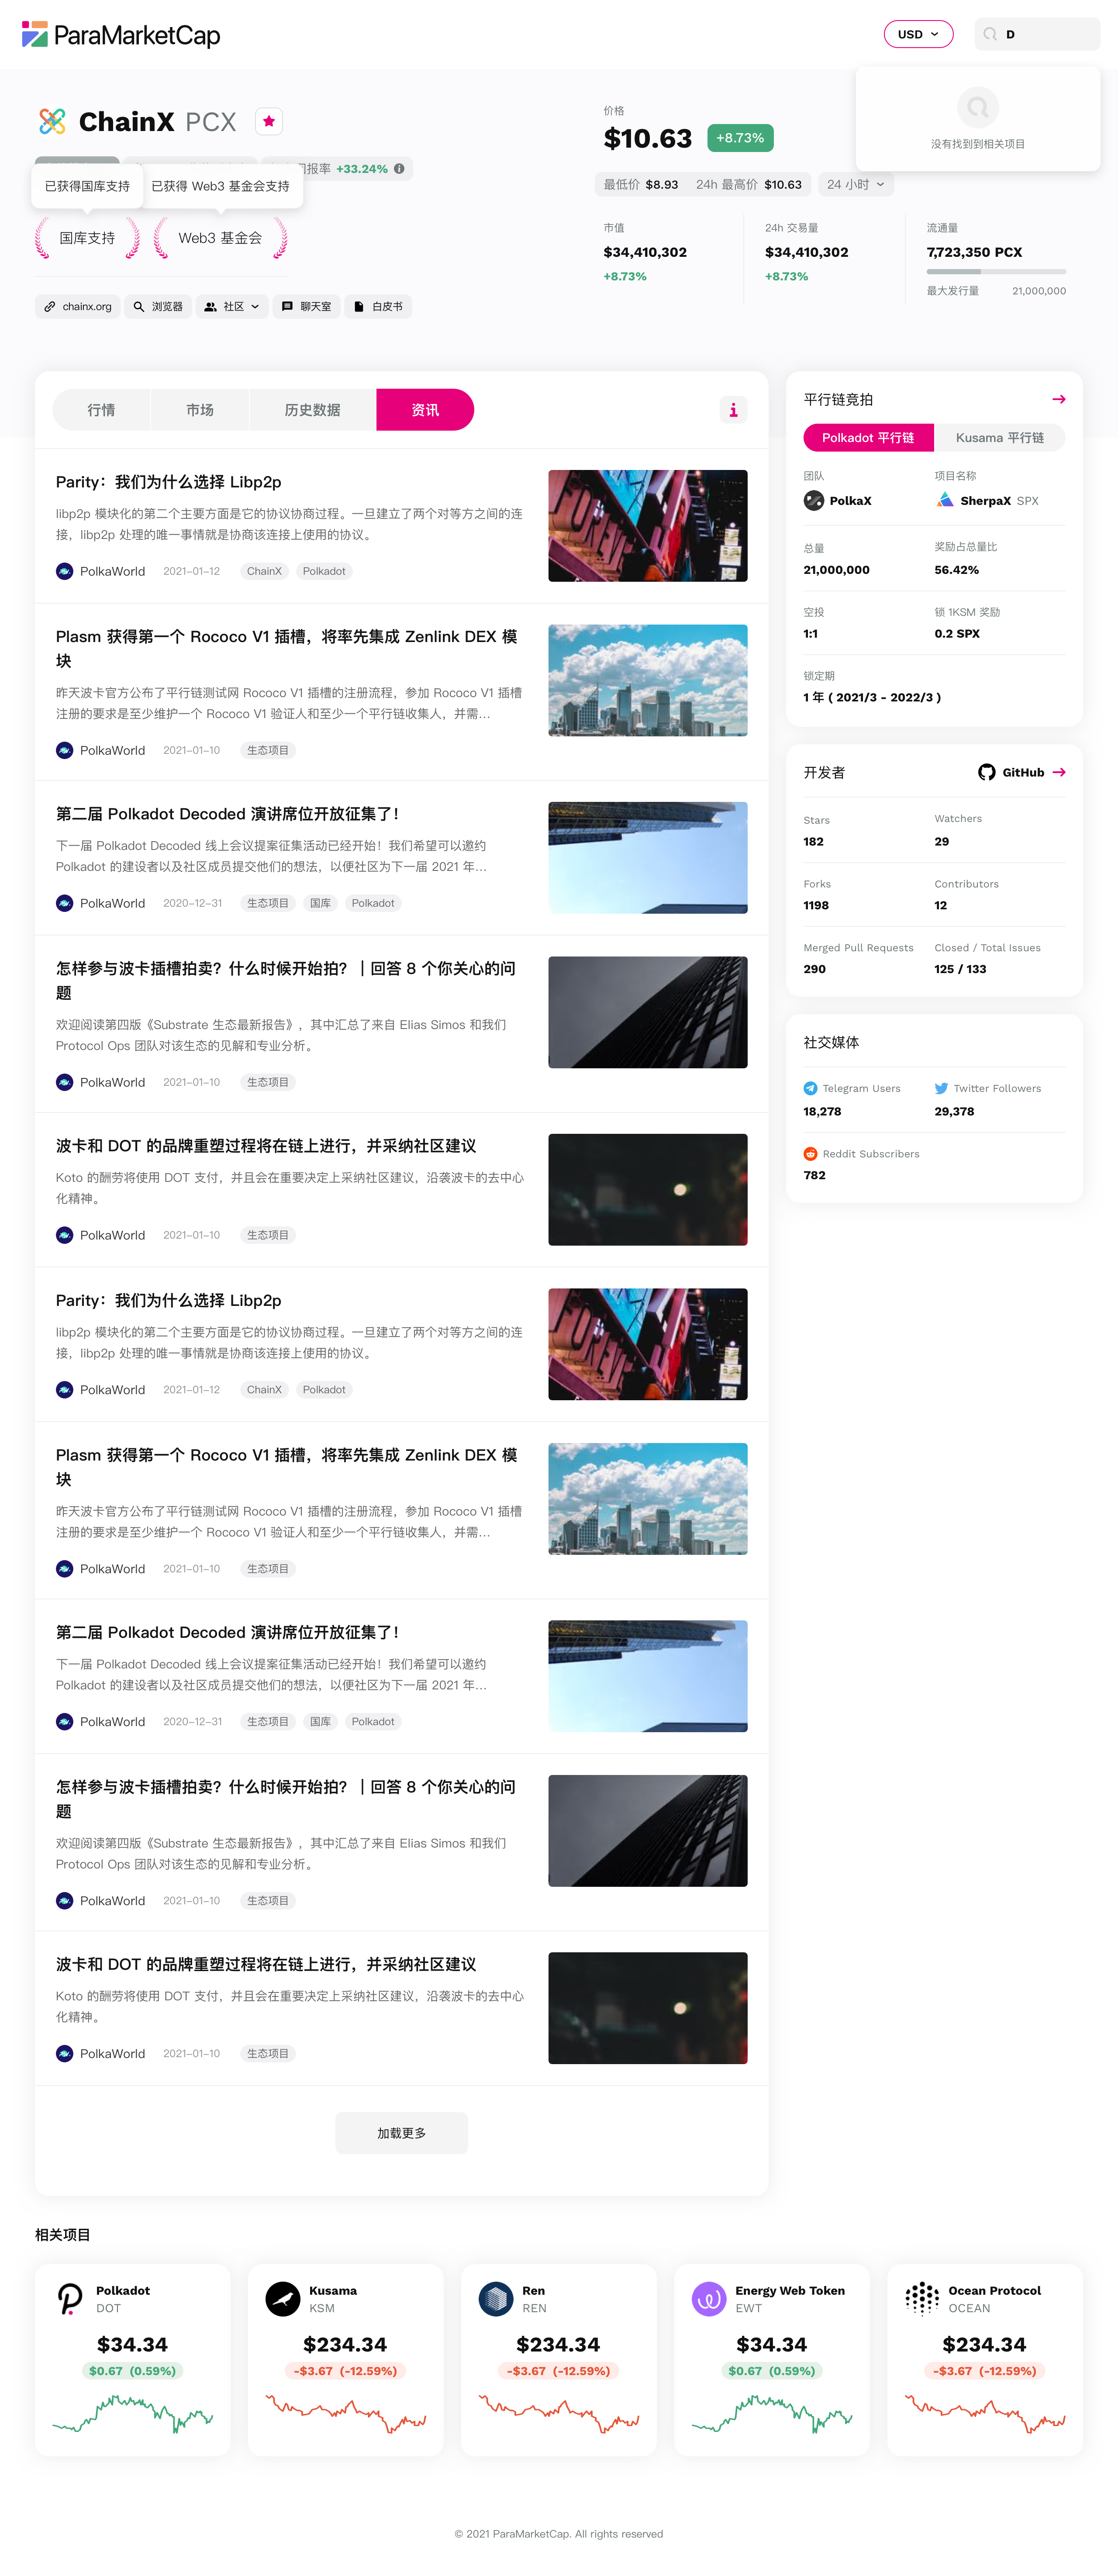 ParaMarketCap
USD
D
没有找到到相关项目
ChainX PCX
报率 +33.24%
已获得国库支持
已获得 Web3 基金会支持
国库支持
Web3 基金会
chainx.org
浏览器
社区
聊天室
白皮书
价格
$10.63 +8.73%
最低价 $8.93 24h 最高价 $10.63
24 小时
市值
$34,410,302
+8.73%
24h 交易量
$34,410,302
+8.73%
流通量
7,723,350 PCX
最大发行量 21,000,000
行情
市场
历史数据
资讯
Parity：我们为什么选择 Libp2p
libp2p 模块化的第二个主要方面是它的协议协商过程。一旦建立了两个对等方之间的连
接，libp2p 处理的唯一事情就是协商该连接上使用的协议。
PolkaWorld 2021-01-12 ChainX Polkadot
Plasm 获得第一个 Rococo V1 插槽，将率先集成 Zenlink DEX 模
块
昨天波卡官方公布了平行链测试网 Rococo V1 插槽的注册流程，参加 Rococo V1 插槽
注册的要求是至少维护一个 Rococo V1 验证人和至少一个平行链收集人，并需...
PolkaWorld 2021-01-10 生态项目
第二届 Polkadot Decoded 演讲席位开放征集了！
下一届 Polkadot Decoded 线上会议提案征集活动已经开始！我们希望可以邀约
Polkadot 的建设者以及社区成员提交他们的想法，以便社区为下一届 2021 年...
PolkaWorld 2020-12-31 生态项目 国库 Polkadot
怎样参与波卡插槽拍卖？什么时候开始拍？｜回答 8 个你关心的问
题
欢迎阅读第四版《Substrate 生态最新报告》，其中汇总了来自 Elias Simos 和我们
Protocol Ops 团队对该生态的见解和专业分析。
PolkaWorld 2021-01-10 生态项目
波卡和 DOT 的品牌重塑过程将在链上进行，并采纳社区建议
Koto 的酬劳将使用 DOT 支付，并且会在重要决定上采纳社区建议，沿袭波卡的去中心
化精神。
PolkaWorld 2021-01-10 生态项目
Parity：我们为什么选择 Libp2p
libp2p 模块化的第二个主要方面是它的协议协商过程。一旦建立了两个对等方之间的连
接，libp2p 处理的唯一事情就是协商该连接上使用的协议。
PolkaWorld 2021-01-12 ChainX Polkadot
Plasm 获得第一个 Rococo V1 插槽，将率先集成 Zenlink DEX 模
块
昨天波卡官方公布了平行链测试网 Rococo V1 插槽的注册流程，参加 Rococo V1 插槽
注册的要求是至少维护一个 Rococo V1 验证人和至少一个平行链收集人，并需...
PolkaWorld 2021-01-10 生态项目
第二届 Polkadot Decoded 演讲席位开放征集了！
下一届 Polkadot Decoded 线上会议提案征集活动已经开始！我们希望可以邀约
Polkadot 的建设者以及社区成员提交他们的想法，以便社区为下一届 2021 年...
PolkaWorld 2020-12-31 生态项目 国库 Polkadot
怎样参与波卡插槽拍卖？什么时候开始拍？｜回答 8 个你关心的问
题
欢迎阅读第四版《Substrate 生态最新报告》，其中汇总了来自 Elias Simos 和我们
Protocol Ops 团队对该生态的见解和专业分析。
PolkaWorld 2021-01-10 生态项目
波卡和 DOT 的品牌重塑过程将在链上进行，并采纳社区建议
Koto 的酬劳将使用 DOT 支付，并且会在重要决定上采纳社区建议，沿袭波卡的去中心
化精神。
PolkaWorld 2021-01-10 生态项目
加载更多
平行链竞拍
Polkadot 平行链
Kusama 平行链
团队
PolkaX
项目名称
SherpaX SPX
总量
21,000,000
奖励占总量比
56.42%
空投
1:1
锁 1KSM 奖励
0.2 SPX
锁定期
1 年 ( 2021/3 - 2022/3 )
开发者
GitHub
Stars
182
Watchers
29
Forks
1198
Contributors
12
Merged Pull Requests
290
Closed / Total Issues
125 / 133
社交媒体
Telegram Users
18,278
Twitter Followers
29,378
Reddit Subscribers
782
相关项目
Polkadot
DOT
$34.34
$0.67 (0.59%)
Kusama
KSM
$234.34
-$3.67 (-12.59%)
Ren
REN
$234.34
-$3.67 (-12.59%)
Energy Web Token
EWT
$34.34
$0.67 (0.59%)
Ocean Protocol
OCEAN
$234.34
-$3.67 (-12.59%)
© 2021 ParaMarketCap. All rights reserved